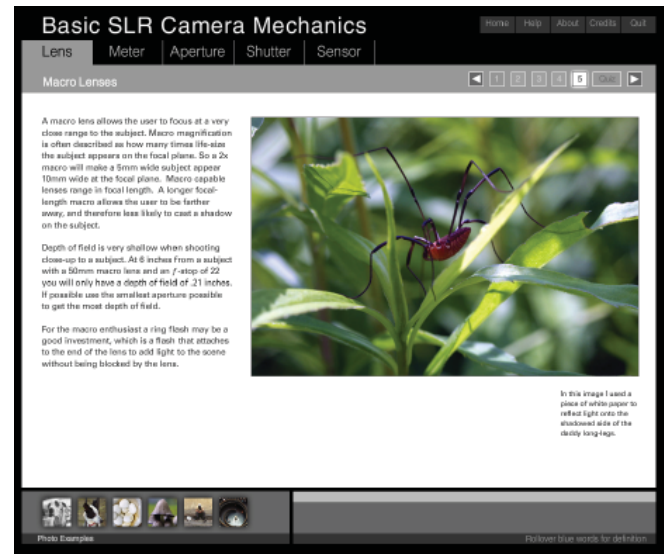 Basic SLR Camera Mechanics
Home Help About Credits Quit
Lens Meter Aperture Shutter Sensor
Macro Lenses
1 2 3 4 5 Quiz
A macro lens allows the user to focus at a very
close range to the subject. Macro magnification
is often described as how many times life-size
the subject appears on the focal plane. So a 2x
macro will make a 5mm wide subject appear
10mm wide at the focal plane. Macro capable
lenses range in focal length. A longer focal-
length macro allows the user to be farther
away, and therefore less likely to cast a shadow
on the subject.
Depth of field is very shallow when shooting
close-up to a subject. At 6 inches from a subject
with a 50mm macro lens and an f-stop of 22
you will only have a depth of field of .21 inches.
If possible use the smallest aperture possible
to get the most depth of field.
For the macro enthusiast a ring flash may be a
good investment, which is a flash that attaches
to the end of the lens to add light to the scene
without being blocked by the lens.
In this image I used a
piece of white paper to
reflect light onto the
shadowed side of the
daddy long-legs.
Photo Examples
Rollover blue words for definition